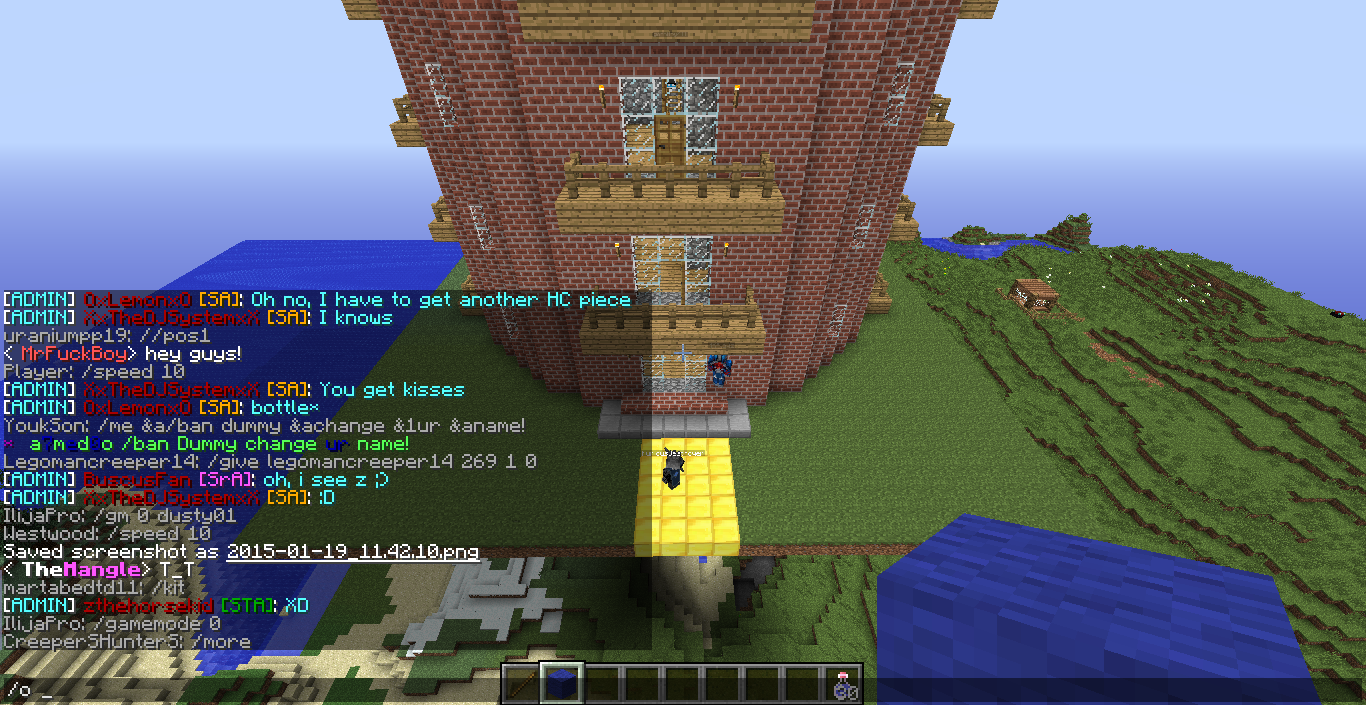 [ADMIN] OxLemonxO [SA]: Oh no, I have to get another HC piece
[ADMIN] XxTheDJSystemxX [SA]: I knows
uraniumpp19: //pos1
< MrFuckBoy> hey guys!
Player: /speed 10
[ADMIN] XxTheDJSystemxX [SA]: You get kisses
[ADMIN] OxLemonxO [SA]: bottle*
YoukSon: /me &a/ban dummy &achange &1ur &aname!
/ban Dummy change ur name!
Legomancreeper14: /give legomancreeper14 269 1 0
[ADMIN] BuscusFan [SrA]: oh, i see z ;)
[ADMIN] XxTheDJSystemxX [SA]: :D
IlijaPro: /gm 0 dusty01
Westwood: /speed 10
Saved screenshot as 2015-01-19_11.42.10.png
< TheMangle> T_T
martabedtd11: /kit
[ADMIN] zthehorsekid [STA]: XD
IlijaPro: /gamemode 0
Creeper5Hunter5: /more
/o _